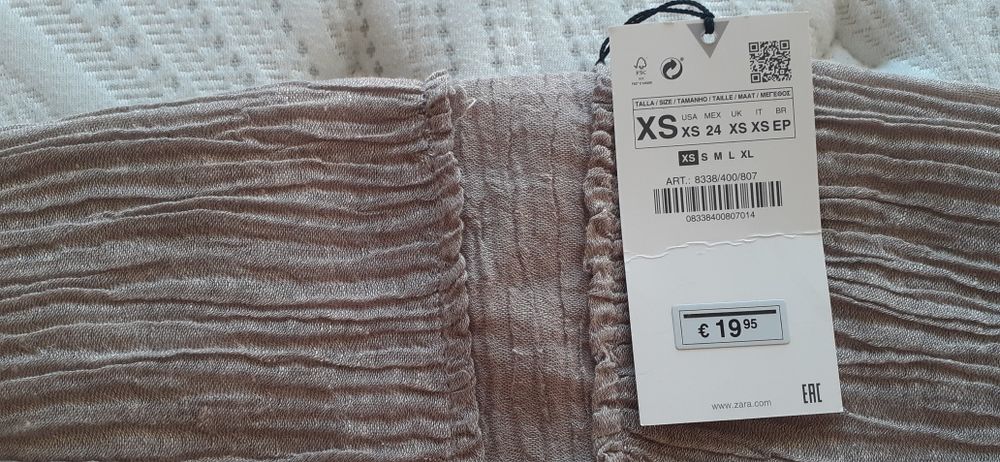 FSC
TALLA / SIZE / TAMANHO / TAILLE / MAAT / ΜΕΓΕΘΟΣ
XS USA XS MEX 24 UK XS IT XS BR EP
XS S M L XL
ART.: 8338/400/807
08338400807014
€ 19 95
www.zara.com
EAC